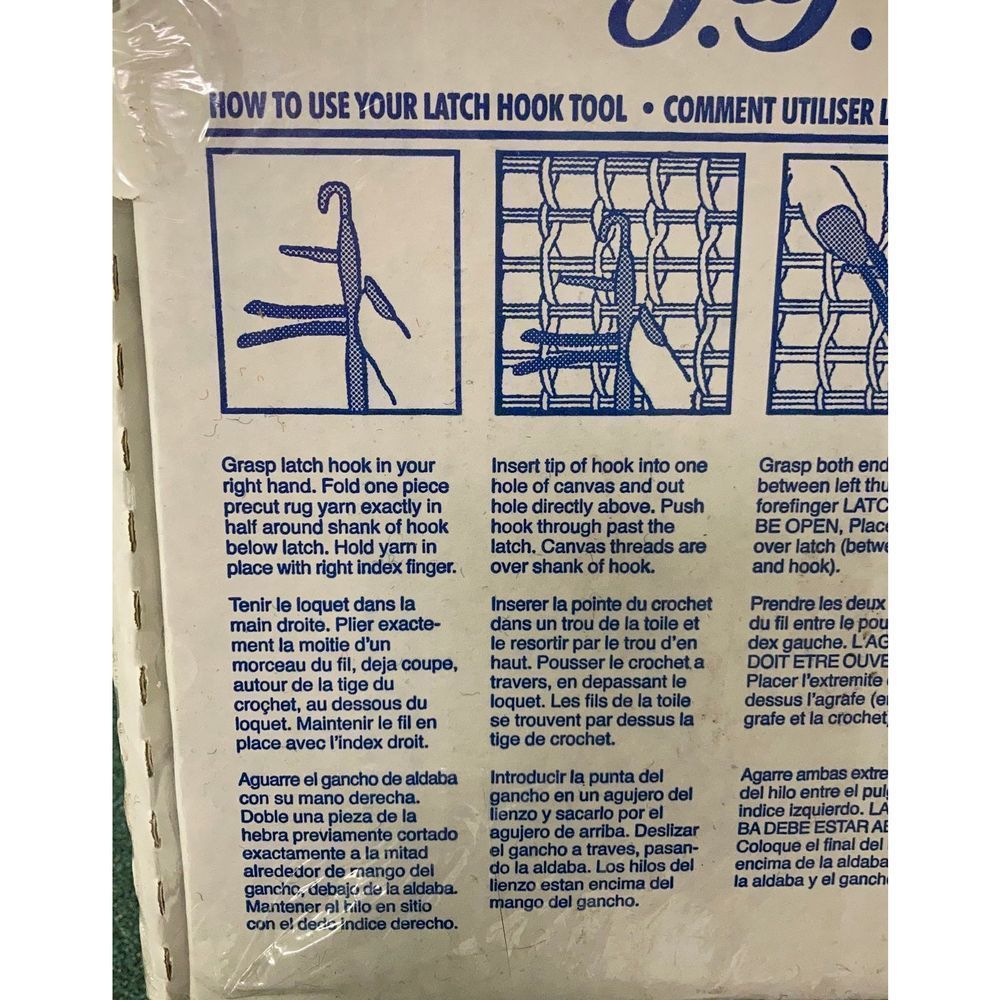 J.G.
HOW TO USE YOUR LATCH HOOK TOOL • COMMENT UTILISER
Grasp latch hook in your
right hand. Fold one piece
precut rug yarn exactly in
half around shank of hook
below latch. Hold yarn in
place with right index finger.
Tenir le loquet dans la
main droite. Plier exacte-
ment la moitie d'un
morceau du fil, deja coupe,
autour de la tige du
croçhet, au dessous du
loquet. Maintenir le fil en
place avec l'index droit.
Aguarre el gancho de aldaba
con su mano derecha.
Doble una pieza de la
hebra previamente cortado
exactamente a la mitad
alrededor de mango del
gancho, debajo de la aldaba.
Mantener el hilo en sitio
con el dedo indice derecho.
Insert tip of hook into one
hole of canvas and out
hole directly above. Push
hook through past the
latch. Canvas threads are
over shank of hook.
Inserer la pointe du crochet
dans un trou de la toile et
le resortir par le trou d'en
haut. Pousser le crochet a
travers, en depassant le
loquet. Les fils de la toile
se trouvent par dessus la
tige de crochet.
Introducir la punta del
gancho en un agujero del
lienzo y sacarlo por el
agujero de arriba. Deslizar
el gancho a traves, pasan-
do la aldaba. Los hilos del
lienzo estan encima del
mango del gancho.
Grasp both end
between left thu
forefinger LATC
BE OPEN, Place
over latch (betwe
and hook).
Prendre les deux
du fil entre le pou
dex gauche. L'AG
DOIT ETRE OUVE
Placer l'extremite
dessus l'agrafe (e
grafe et la crochet
Agarre ambas extre
del hilo entre el pul
indice izquierdo. LA
BA DEBE ESTAR AB
Coloque el final del
encima de la aldaba
la aldaba y el ganch